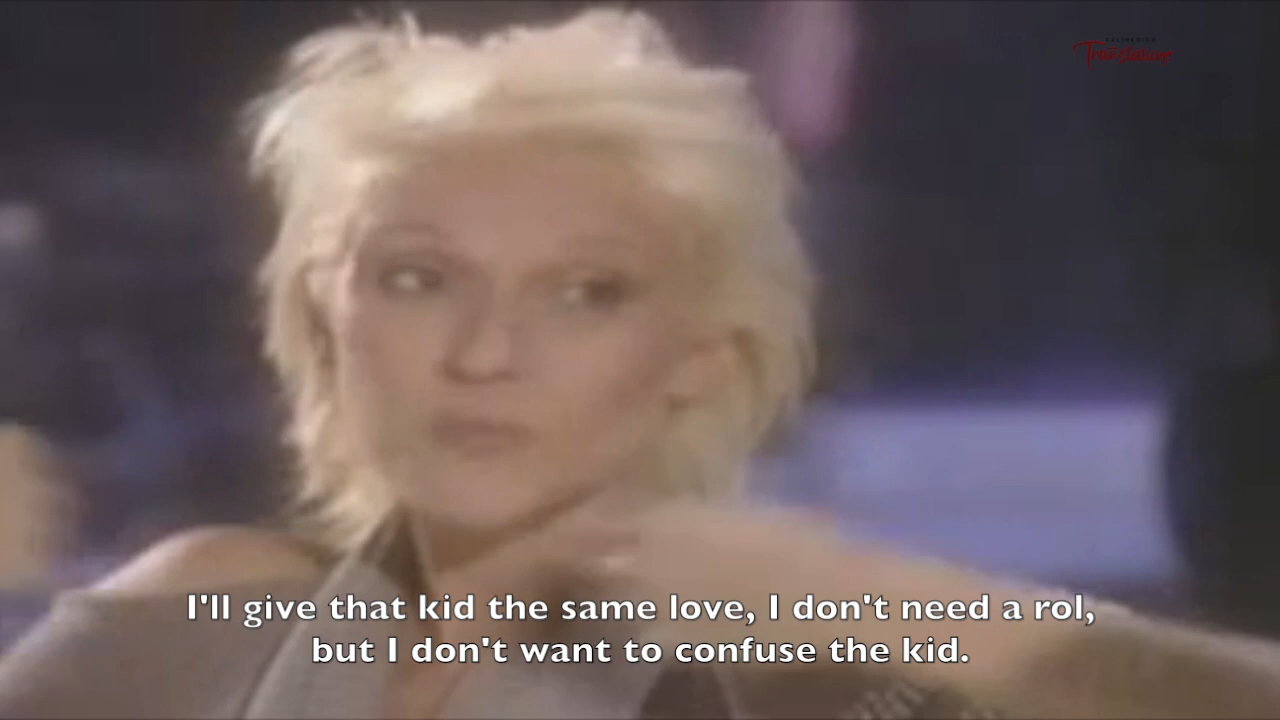 I'll give that kid the same love, I don't need a rol,
but I don't want to confuse the kid.